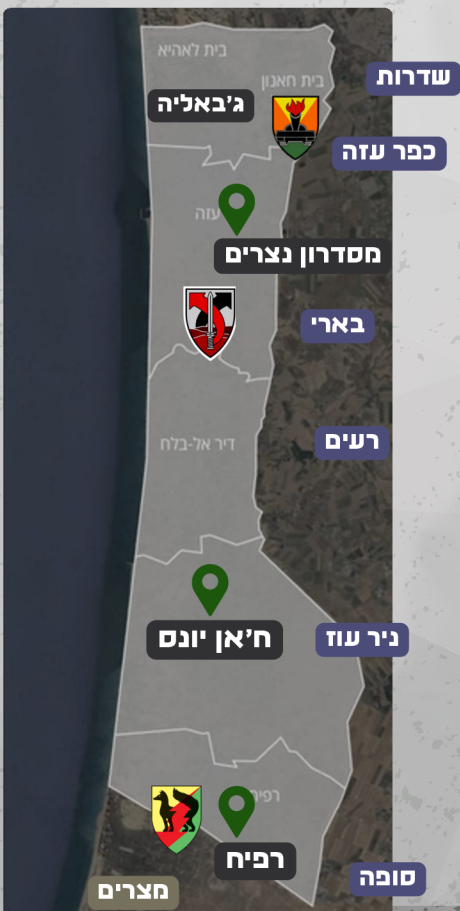 בית לאהיא
שדרות
בית חאנון
ג'באליה
כפר עזה
עזה
מסדרון נצרים
בארי
רעים
דיר אל-בלח
ח'אן יונס
ניר עוז
רפיח
רפיח
סופה
מצרים